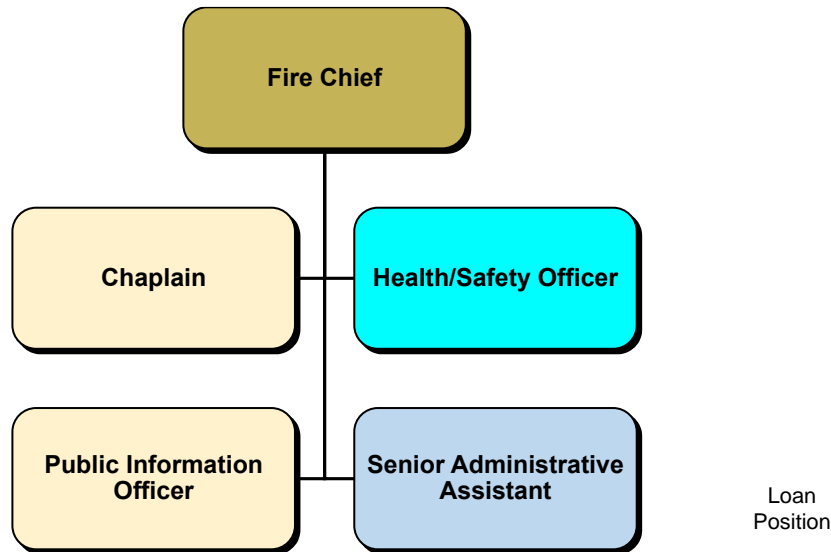 Fire Chief
Chaplain
Health/Safety Officer
Public Information
Officer
Senior Administrative
Assistant
Loan
Position